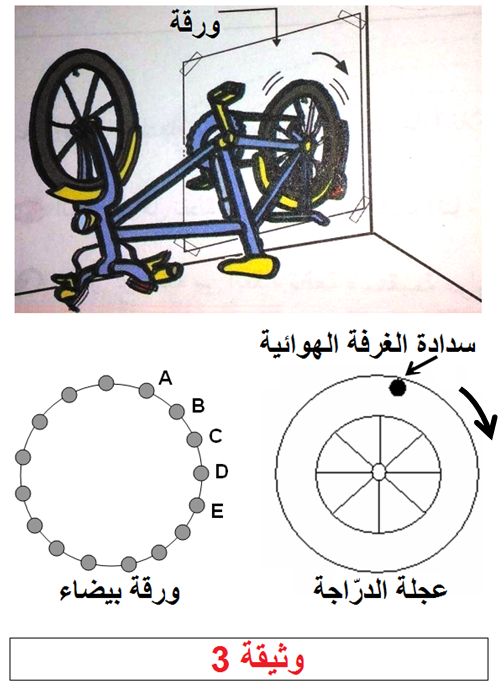 ورقة
سدادة الغرفة الهوائية
A
B
C
D
E
ورقة بيضاء
عجلة الدرّاجة
وثيقة 3